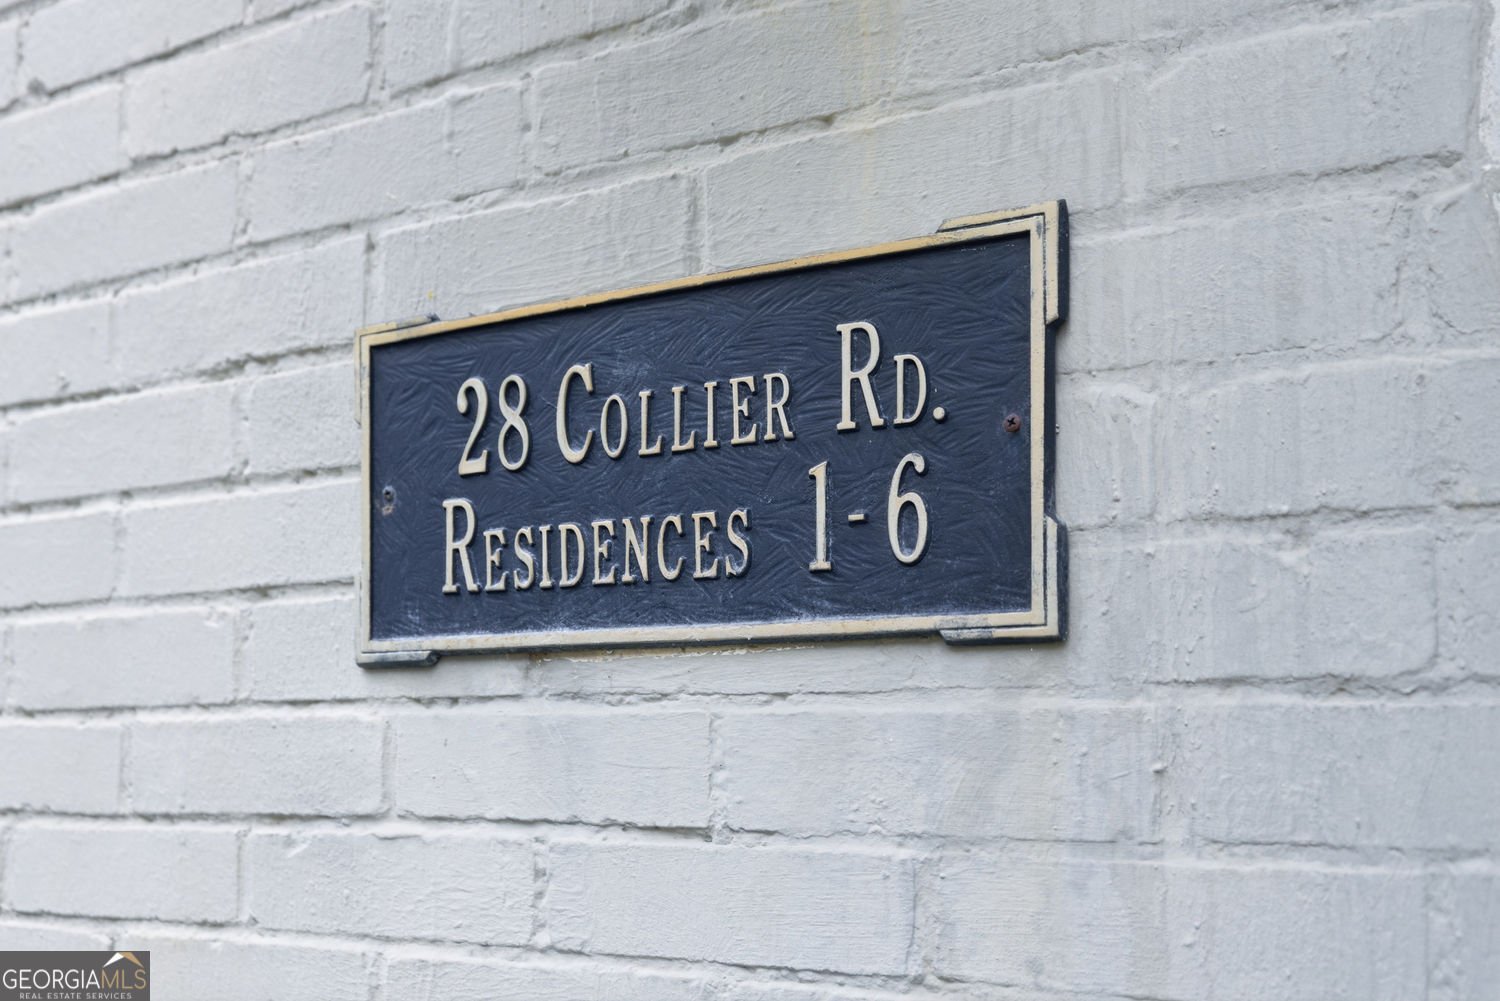 28 Collier Rd.
Residences 1-6
GEORGIAMLS
REAL ESTATE SERVICES